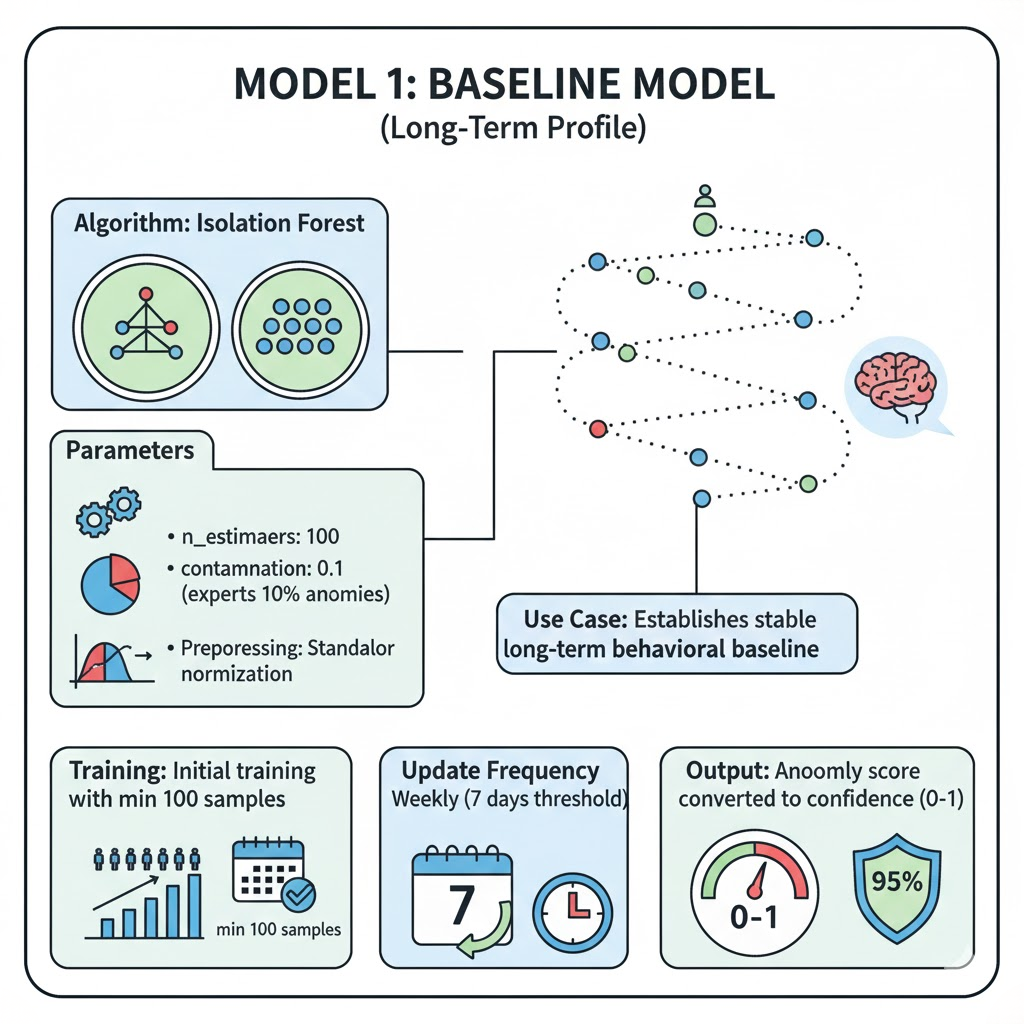 MODEL 1: BASELINE MODEL
(Long-Term Profile)
Algorithm: Isolation Forest
Parameters
• n_estimaers: 100
• contamnation: 0.1
(experts 10% anomies)
• Preporessing: Standalor
normization
Use Case: Establishes stable
long-term behavioral baseline
Training: Initial training
with min 100 samples
min 100 samples
Update Frequency
Weekly (7 days threshold)
7
Output: Anoomly score
converted to confidence (0-1)
0-1
95%